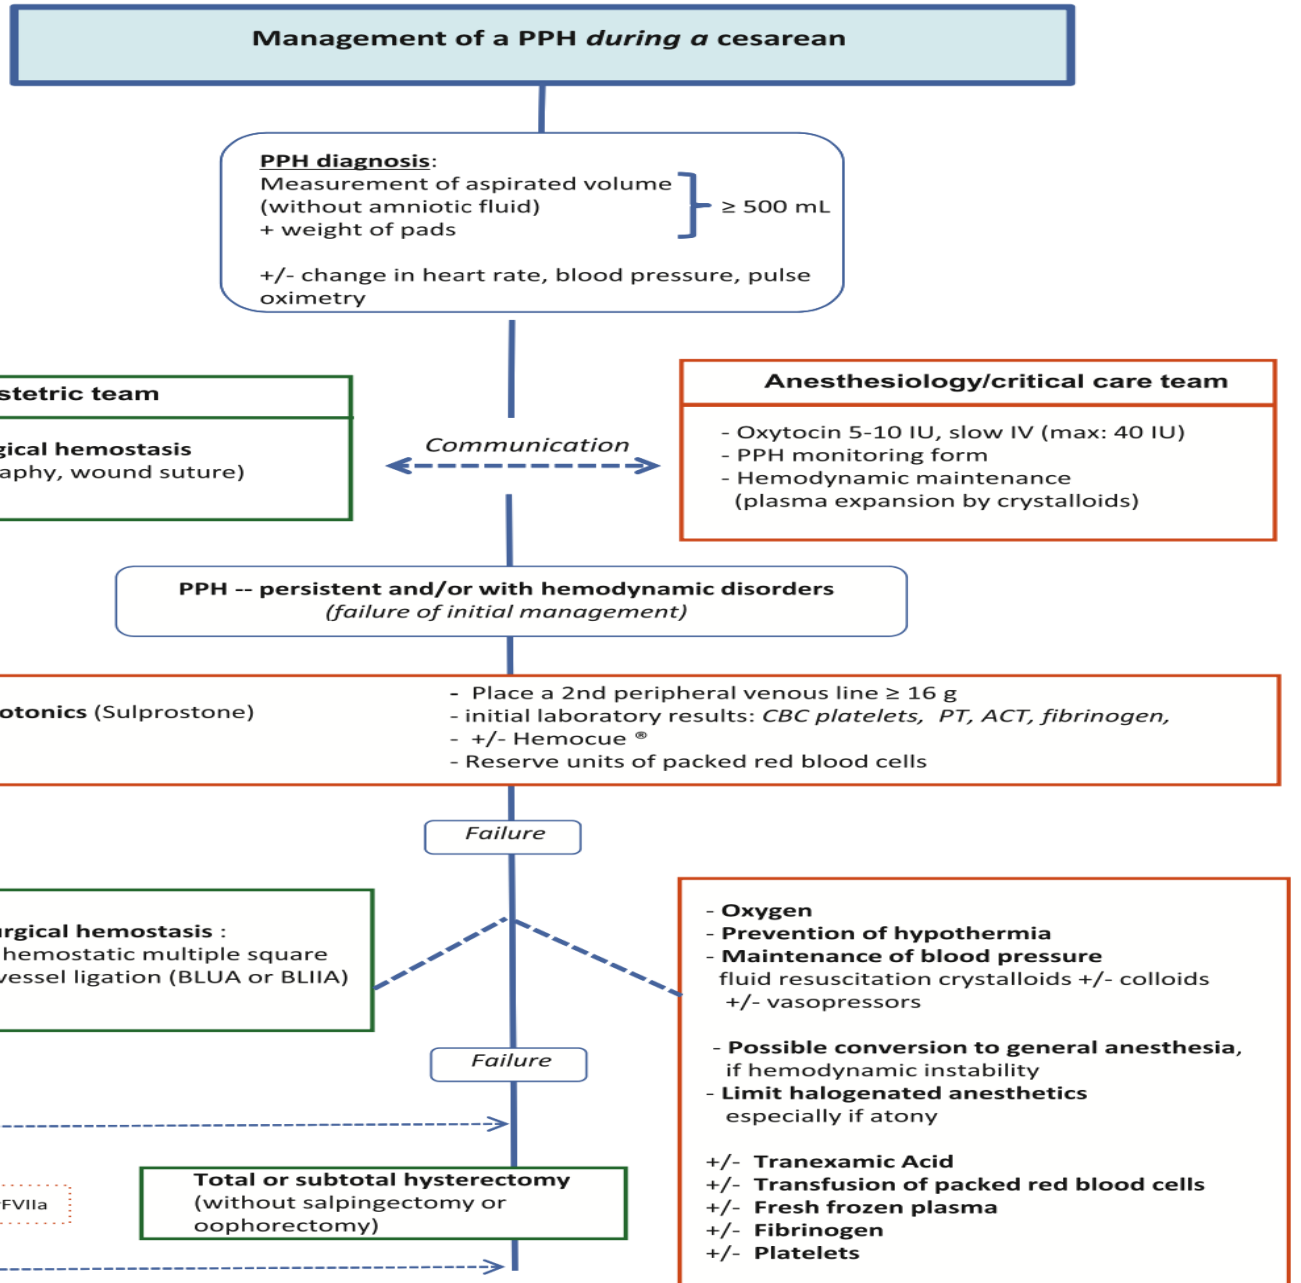 Management of a PPH during a cesarean
PPH diagnosis:
Measurement of aspirated volume
(without amniotic fluid)
+ weight of pads
≥ 500 mL
+/- change in heart rate, blood pressure, pulse
oximetry
stetric team
gical hemostasis
aphy, wound suture)
Communication
Anesthesiology/critical care team
- Oxytocin 5-10 IU, slow IV (max: 40 IU)
- PPH monitoring form
- Hemodynamic maintenance
(plasma expansion by crystalloids)
PPH -- persistent and/or with hemodynamic disorders
(failure of initial management)
otonics (Sulprostone)
- Place a 2nd peripheral venous line ≥ 16 g
- initial laboratory results: CBC platelets, PT, ACT, fibrinogen,
- +/- Hemocue ®
- Reserve units of packed red blood cells
Failure
urgical hemostasis :
hemostatic multiple square
vessel ligation (BLUA or BLIIA)
- Oxygen
- Prevention of hypothermia
- Maintenance of blood pressure
fluid resuscitation crystalloids +/- colloids
+/- vasopressors
- Possible conversion to general anesthesia,
if hemodynamic instability
- Limit halogenated anesthetics
especially if atony
+/- Tranexamic Acid
+/- Transfusion of packed red blood cells
+/- Fresh frozen plasma
+/- Fibrinogen
+/- Platelets
Failure
Total or subtotal hysterectomy
(without salpingectomy or
oophorectomy)
FVIIa